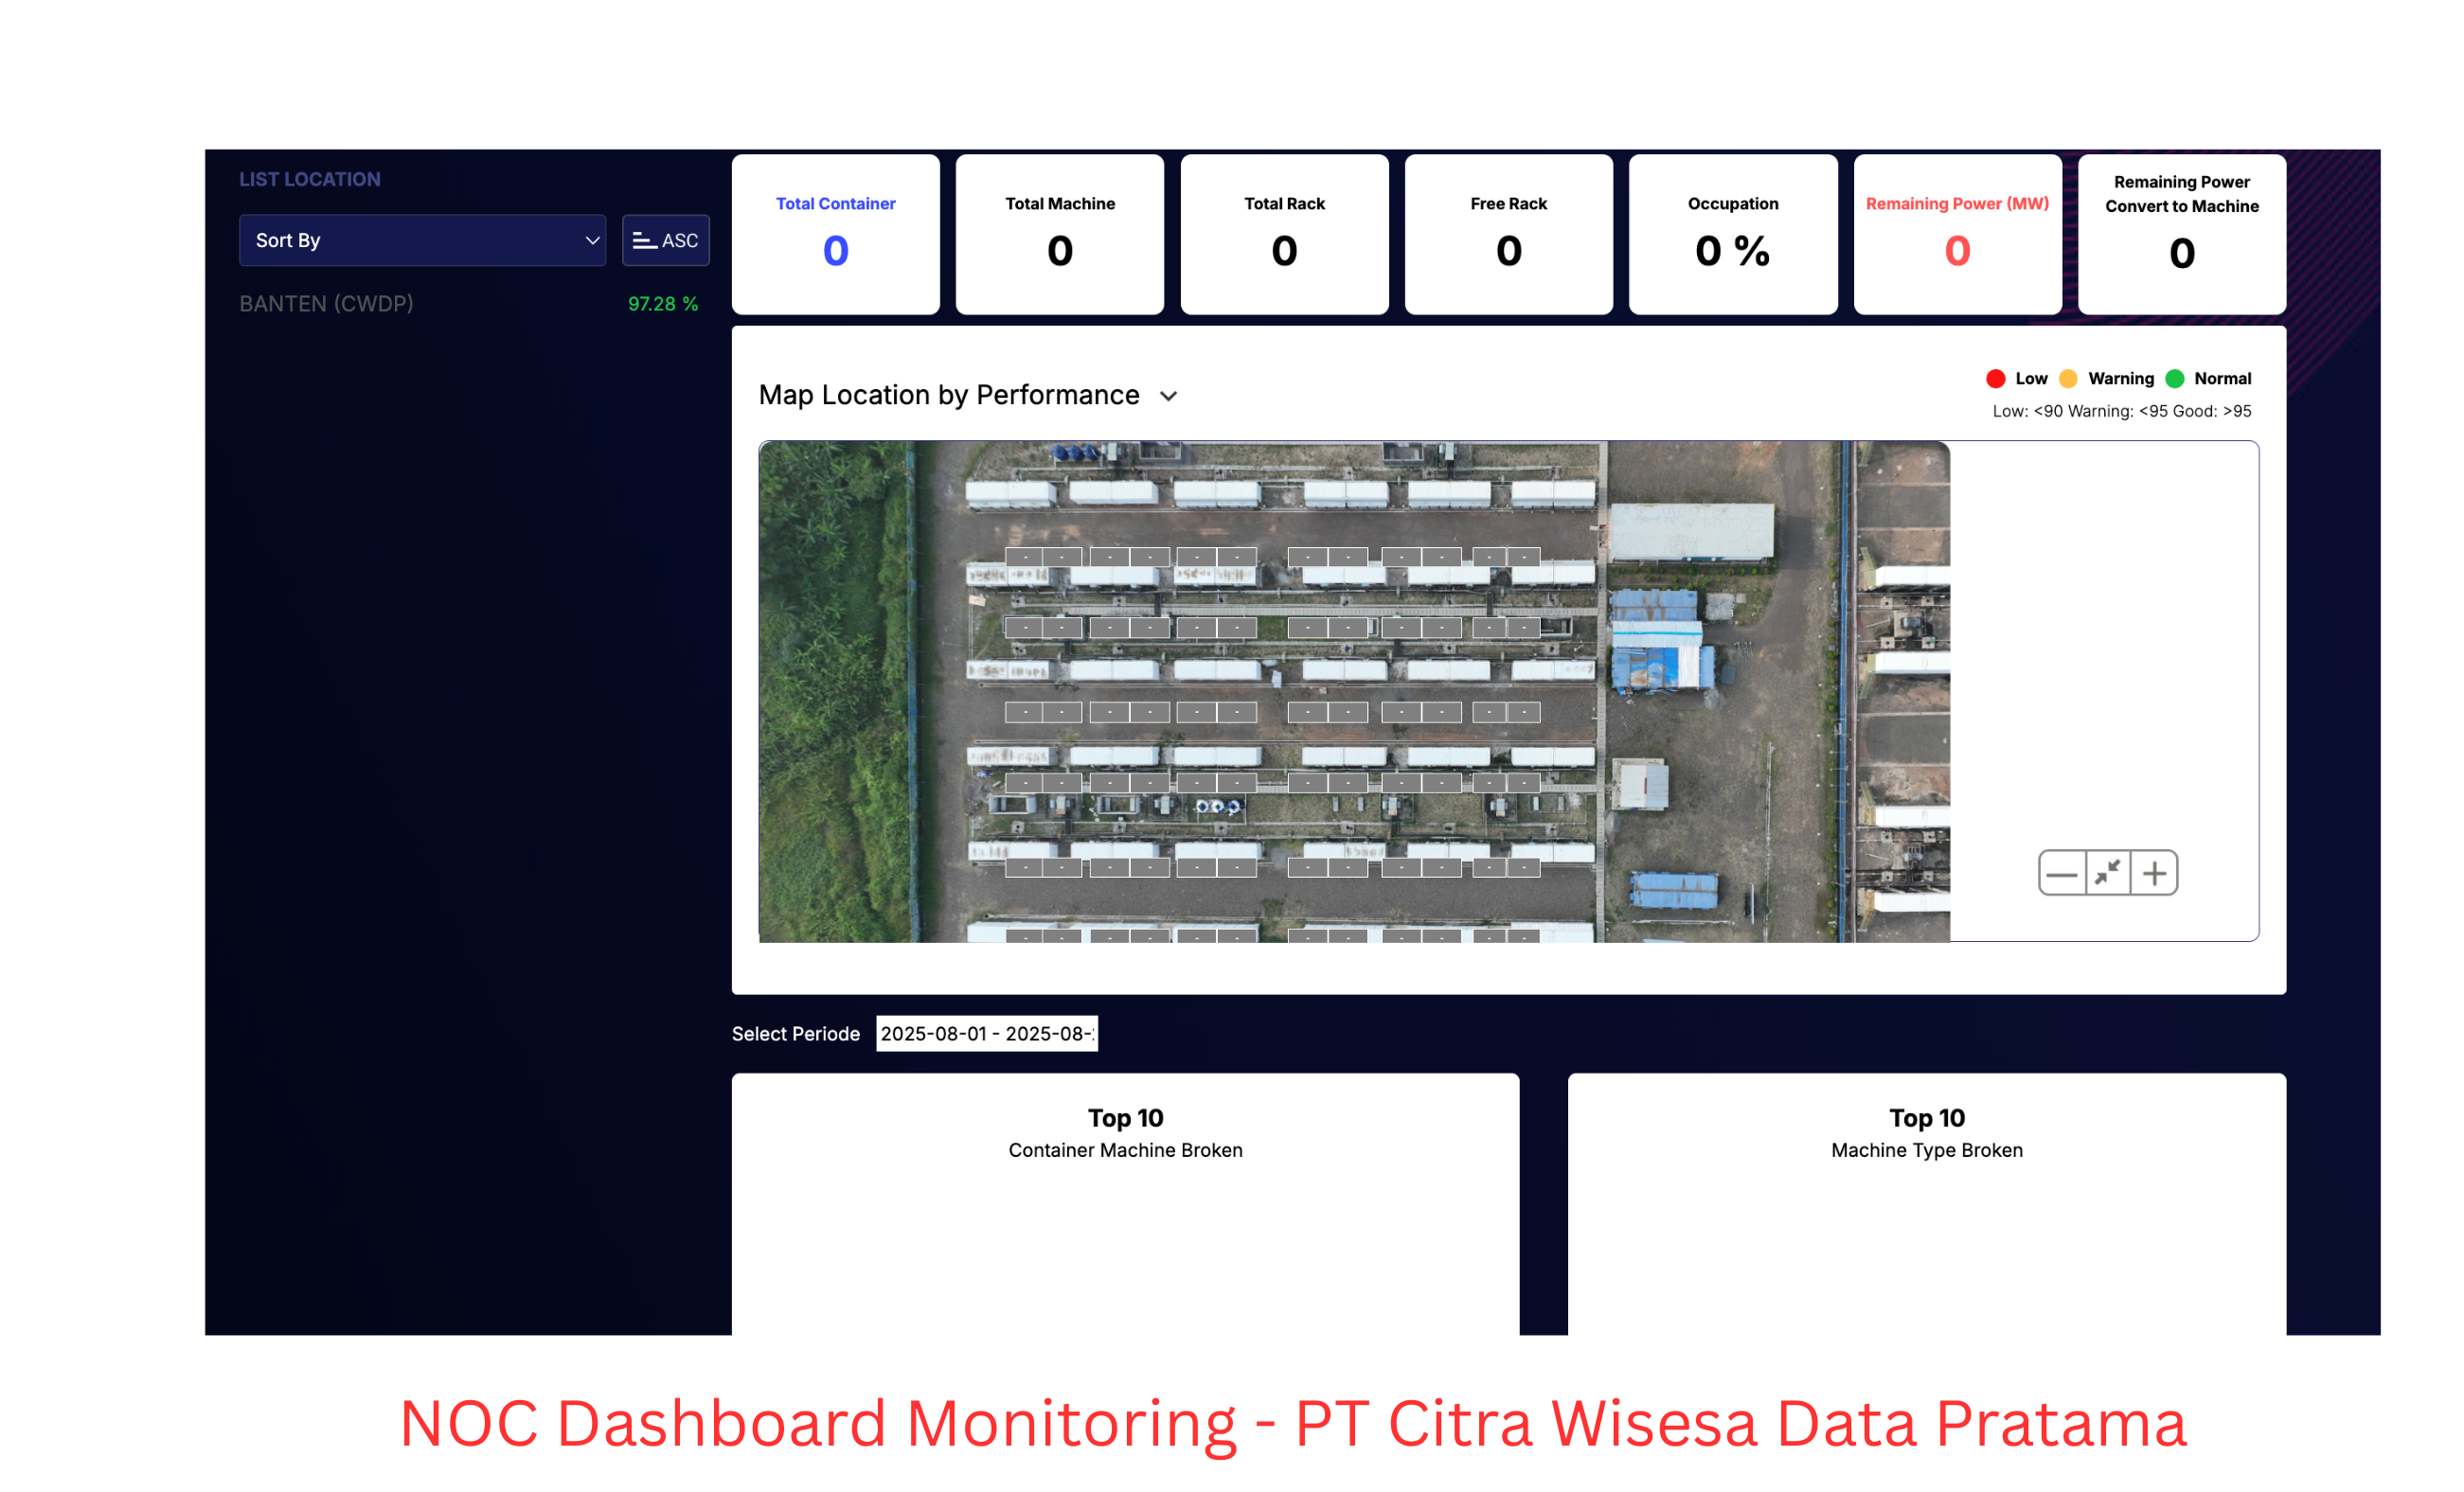 LIST LOCATION
Sort By
ASC
BANTEN (CWDP) 97.28 %
Total Container
0
Total Machine
0
Total Rack
0
Free Rack
0
Occupation
0 %
Remaining Power (MW)
0
Remaining Power
Convert to Machine
0
Map Location by Performance
Low Warning Normal
Low: <90 Warning: <95 Good: >95
- - - - - - - - - - - -
- - - - - - - - - - - -
- - - - - - - - - - - -
- - - - - - - - - - - -
- - - - - - - - - - - -
- - - - - - - - - - - -
Select Periode 2025-08-01 - 2025-08-
Top 10
Container Machine Broken
Top 10
Machine Type Broken
NOC Dashboard Monitoring - PT Citra Wisesa Data Pratama